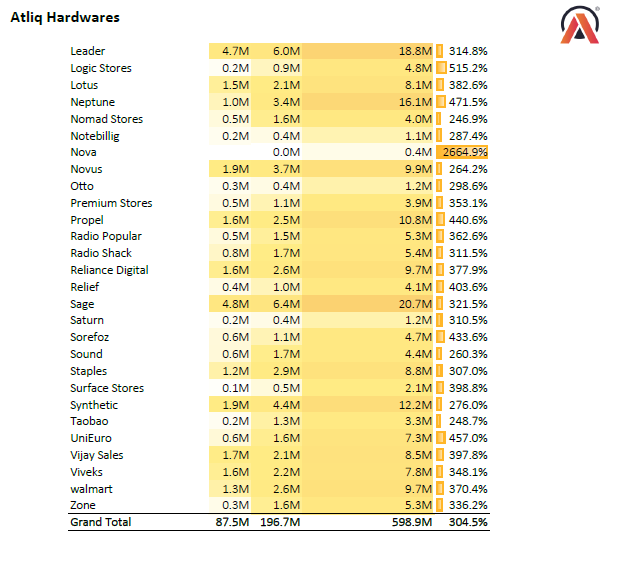 Atliq Hardwares
Leader 4.7M 6.0M 18.8M 314.8%
Logic Stores 0.2M 0.9M 4.8M 515.2%
Lotus 1.5M 2.1M 8.1M 382.6%
Neptune 1.0M 3.4M 16.1M 471.5%
Nomad Stores 0.5M 1.6M 4.0M 246.9%
Notebillig 0.2M 0.4M 1.1M 287.4%
Nova 0.0M 0.4M 2664.9%
Novus 1.9M 3.7M 9.9M 264.2%
Otto 0.3M 0.4M 1.2M 298.6%
Premium Stores 0.5M 1.1M 3.9M 353.1%
Propel 1.6M 2.5M 10.8M 440.6%
Radio Popular 0.5M 1.5M 5.3M 362.6%
Radio Shack 0.8M 1.7M 5.4M 311.5%
Reliance Digital 1.6M 2.6M 9.7M 377.9%
Relief 0.4M 1.0M 4.1M 403.6%
Sage 4.8M 6.4M 20.7M 321.5%
Saturn 0.2M 0.4M 1.2M 310.5%
Sorefoz 0.6M 1.1M 4.7M 433.6%
Sound 0.6M 1.7M 4.4M 260.3%
Staples 1.2M 2.9M 8.8M 307.0%
Surface Stores 0.1M 0.5M 2.1M 398.8%
Synthetic 1.9M 4.4M 12.2M 276.0%
Taobao 0.2M 1.3M 3.3M 248.7%
UniEuro 0.6M 1.6M 7.3M 457.0%
Vijay Sales 1.7M 2.1M 8.5M 397.8%
Viveks 1.6M 2.2M 7.8M 348.1%
walmart 1.3M 2.6M 9.7M 370.4%
Zone 0.3M 1.6M 5.3M 336.2%
Grand Total 87.5M 196.7M 598.9M 304.5%